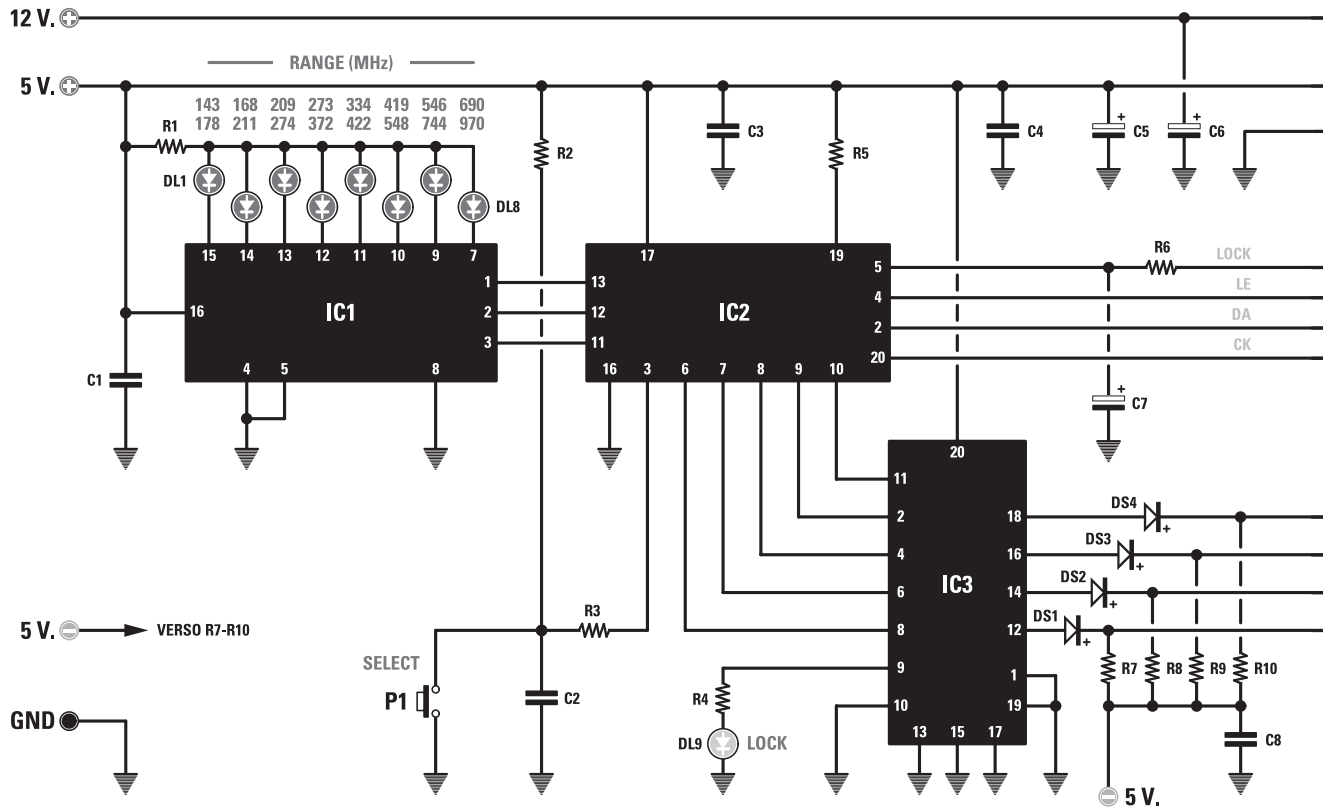 12 V.
RANGE (MHz)
5 V.
143 168 209 273 334 419 546 690
178 211 274 372 422 548 744 970
R1
R2
C3
R5
C4
C5
+
C6
+
DL1
DL8
15 14 13 12 11 10 9 7
17 19
R6
LOCK
16
IC1
1
2
3
13
12
11
IC2
5
4
2
20
LE
DA
CK
4 5 8
16 3 6 7 8 9 10
C1
+
C7
20
11
2
4
6
8
9
10
IC3
18
16
14
12
1
19
13 15 17
DS4
+
DS3
+
DS2
+
DS1
+
R3
5 V.
VERSO R7-R10
SELECT
P1
C2
R4
DL9
LOCK
R7 R8 R9 R10
C8
GND
5 V.